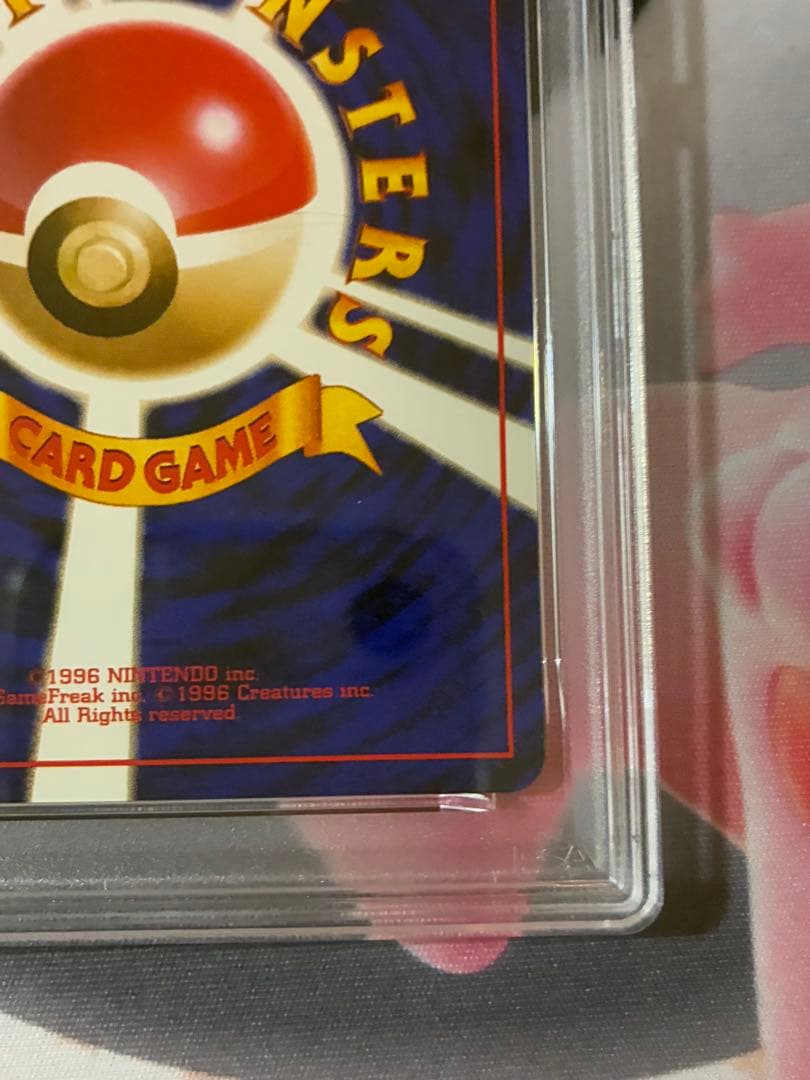 NSTERS
CARD GAME
©1996 NINTENDO inc.
GameFreak inc. ©1996 Creatures inc.
All Rights reserved.